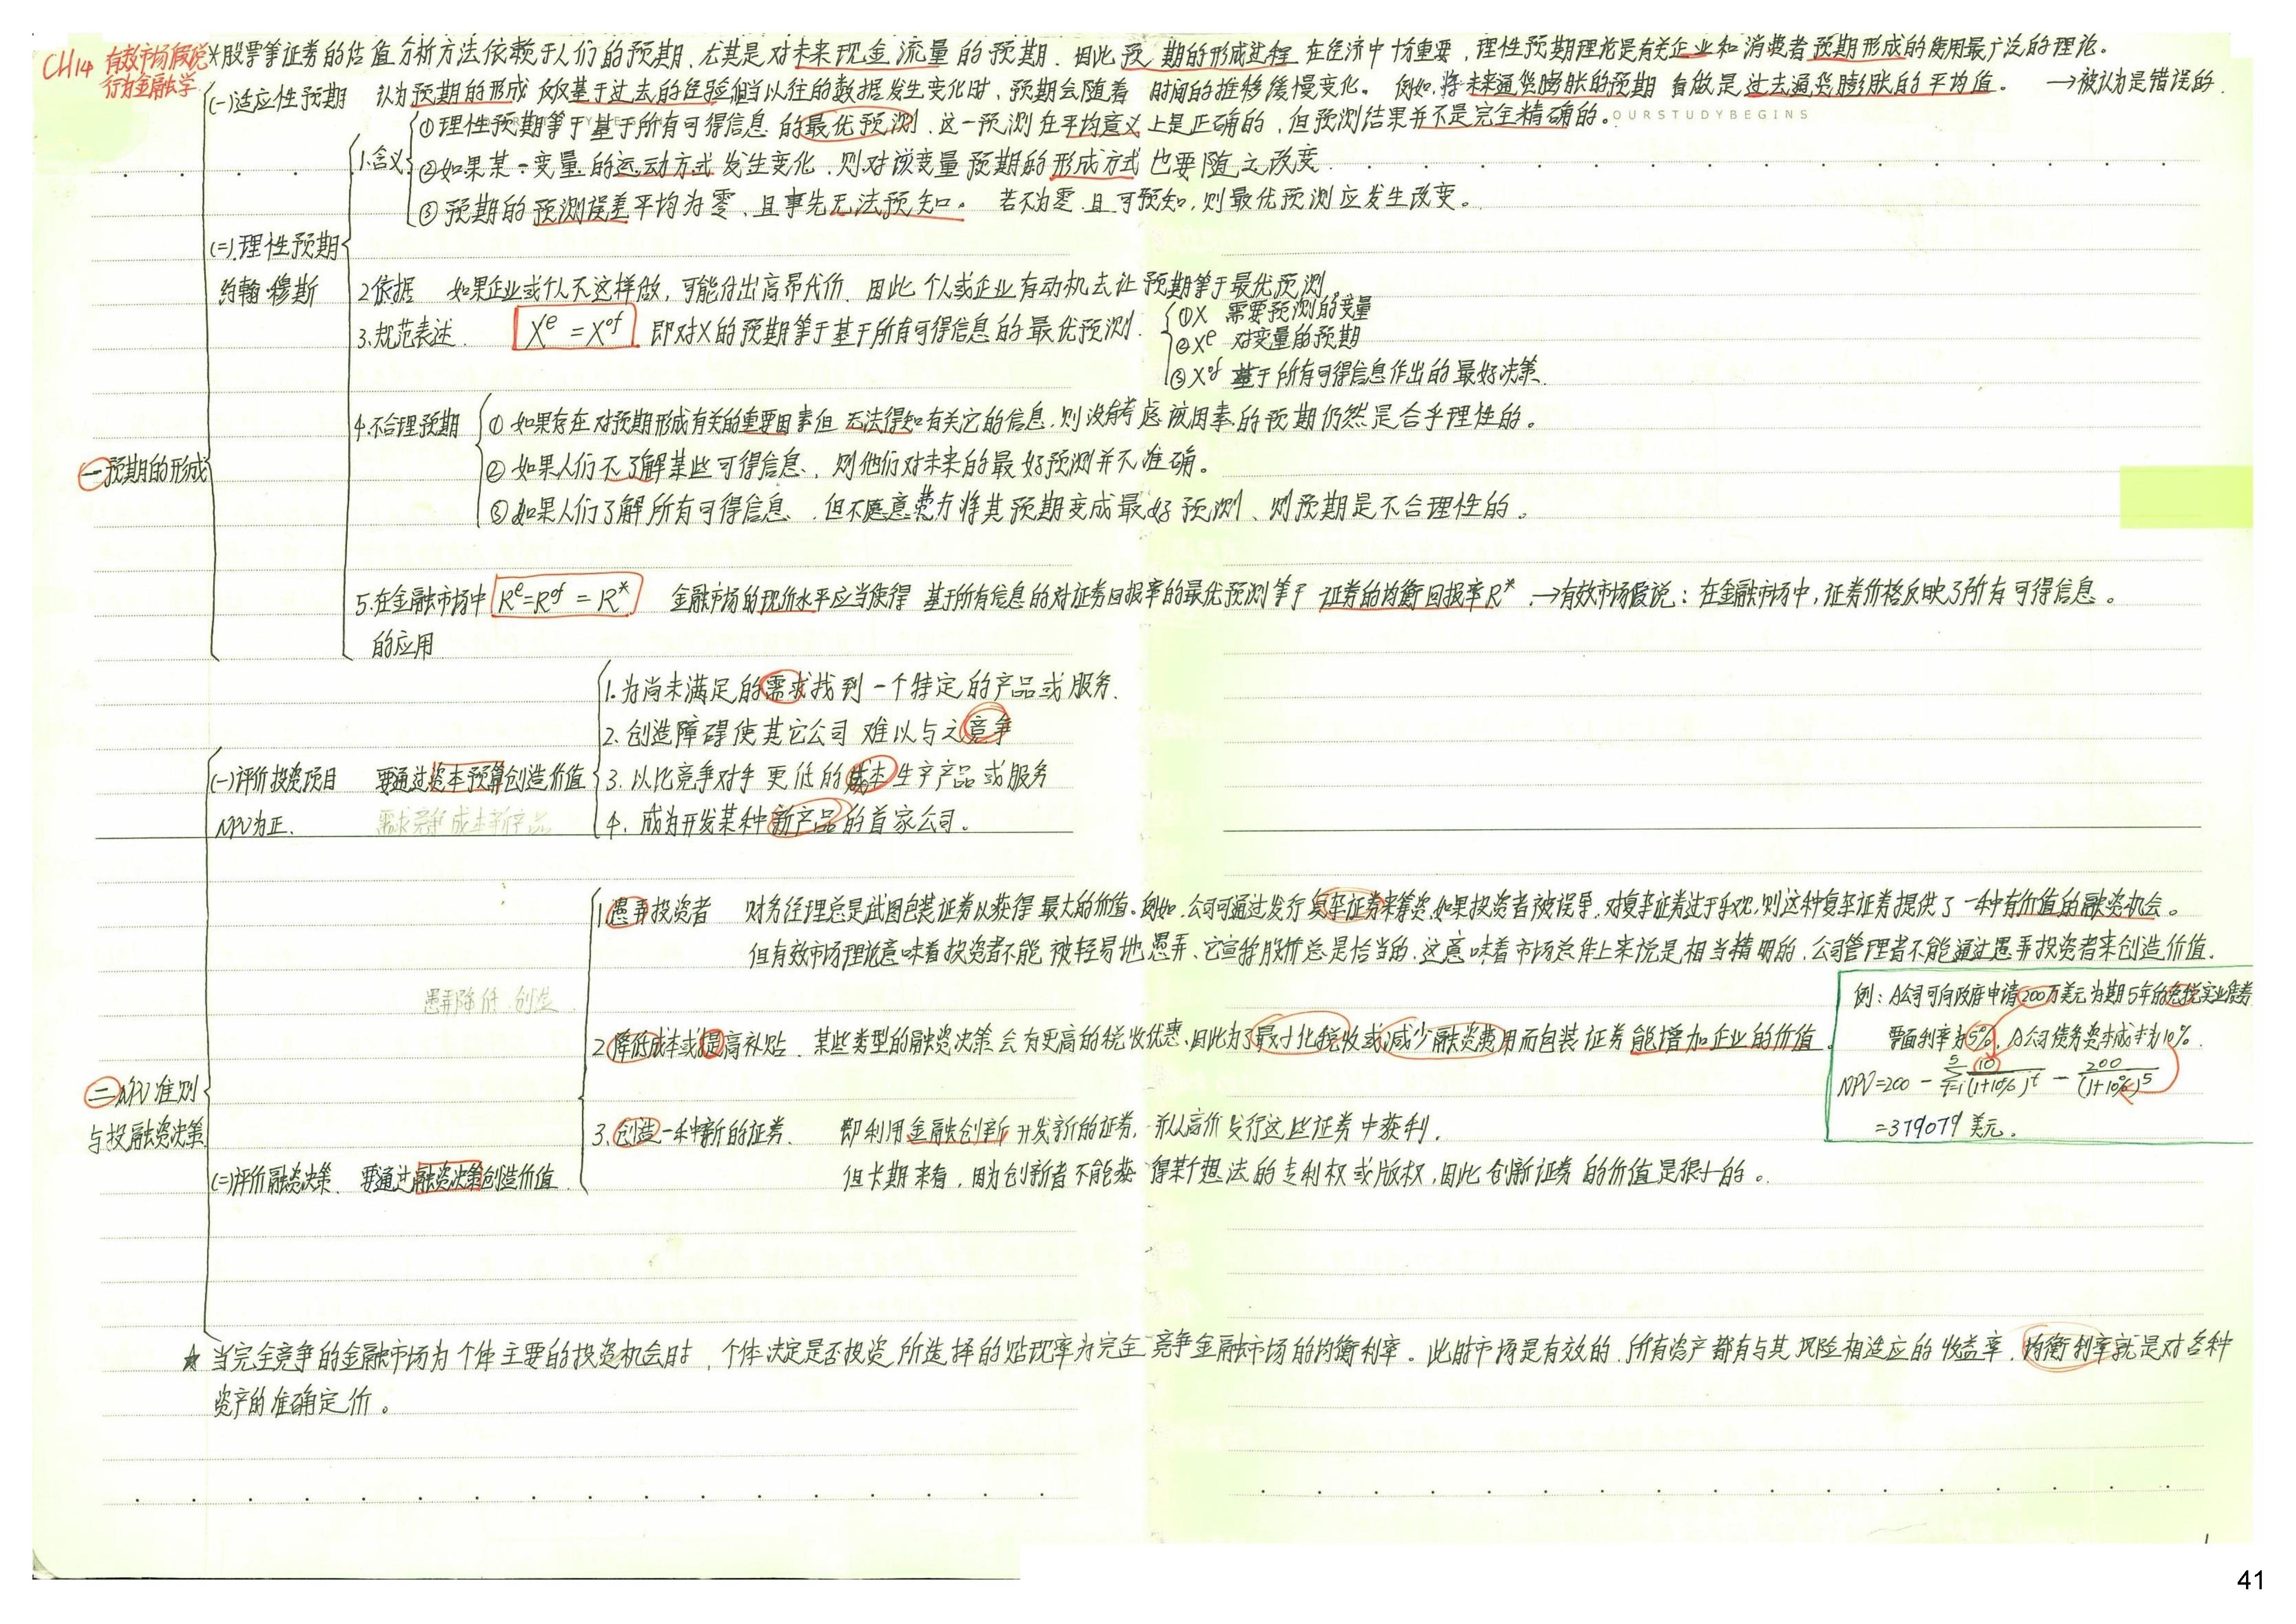 CH14 有效市场假说
行为金融学
*股票等证券的估值分析方法依赖于人们的预期、尤其是对未来现金流量的预期.因此预期的形成过程在经济中十分重要,理性预期理论是有关企业和消费者预期形成的使用最广泛的理论。
(一)适应性预期 认为预期的形成仅仅基于过去的经验但当以往的数据发生变化时、预期会随着时间的推移缓慢变化。例如,将未来通货膨胀的预期看做是过去通货膨胀的平均值。→被认为是错误的.
OURSTUDYBEGINS
1.含义
①理性预期等于基于所有可得信息的最优预测.这一预测在平均意义上是正确的,但预测结果并不是完全精确的。
②如果某一变量的运动方式发生变化.则对该变量预期的形成方式也要随之改变.
③预期的预测误差平均为零、且事先无法预知。 若不为零.且可预知,则最优预测应发生改变。
(二).理性预期
约翰·穆斯
2依据 如果企业或个人不这样做,可能付出高昂代价.因此个人或企业有动机去让预期等于最优预测.
3.规范表述. Xᵉ = Xᵒᶠ 即对X的预期等于基于所有可得信息的最优预测.
①X 需要预测的变量
②Xᵉ 对变量的预期
③Xᵒᶠ 基于所有可得信息作出的最好决策.
4.不合理预期
①如果存在对预期形成有关的重要因素但无法得知有关它的信息.则没有考虑该因素的预期仍然是合乎理性的。
②如果人们不了解某些可得信息、则他们对未来的最好预测并不准确。
③如果人们了解所有可得信息、但不愿意费力将其预期变成最好预测、则预期是不合理性的。
一预期的形成
5.在金融市场中 Rᵉ=Rᵒᶠ = R* 金融市场的现价水平应当使得基于所有信息的对证券回报率的最优预测等于证券的均衡回报率R*.→有效市场假说:在金融市场中,证券价格反映了所有可得信息。
的应用
1.为尚未满足的需求找到一个特定的产品或服务.
2.创造障碍使其它公司难以与之竞争
(一)评价投资项目 要通过资本预算创造价值
3.以比竞争对手更低的成本生产产品或服务
NPV为正. 需求竞争成本新产品
4.成为开发某种新产品的首家公司。
1愚弄投资者 财务经理总是试图包装证券以获得最大的价值.例如.公司可通过发行复杂证券来筹资.如果投资者被误导,对复杂证券过于喜欢,则这种复杂证券提供了一种有价值的融资机会。
但有效市场理论意味着投资者不能被轻易地愚弄、它宣称股价总是恰当的.这意味着市场总体上来说是相当精明的.公司管理者不能通过愚弄投资者来创造价值.
愚弄降低.创造
2降低成本或提高补贴. 某些类型的融资决策会有更高的税收优惠.因此为了最小化税收或减少融资费用而包装证券能增加企业的价值.
例:A公司可向政府申请200万美元为期5年的免税实业债券
票面利率为5%.A公司债务资本成本为10%.
NPV=200 - Σ(t=1,5) 10/(1+10%)ᵗ - 200/(1+10%)⁵
=379079美元.
二NPV准则
与投融资决策
3.创造一种新的证券. 即利用金融创新开发新的证券,并从高价发行这些证券中获利.
但长期来看,因为创新者不能获得某个想法的专利权或版权,因此创新证券的价值是很小的。
(二)评价融资决策、要通过融资决策创造价值
★当完全竞争的金融市场为个体主要的投资机会时,个体决定是否投资所选择的贴现率为完全竞争金融市场的均衡利率。此时市场是有效的.所有资产都有与其风险相适应的收益率.均衡利率就是对各种
资产的准确定价。
41